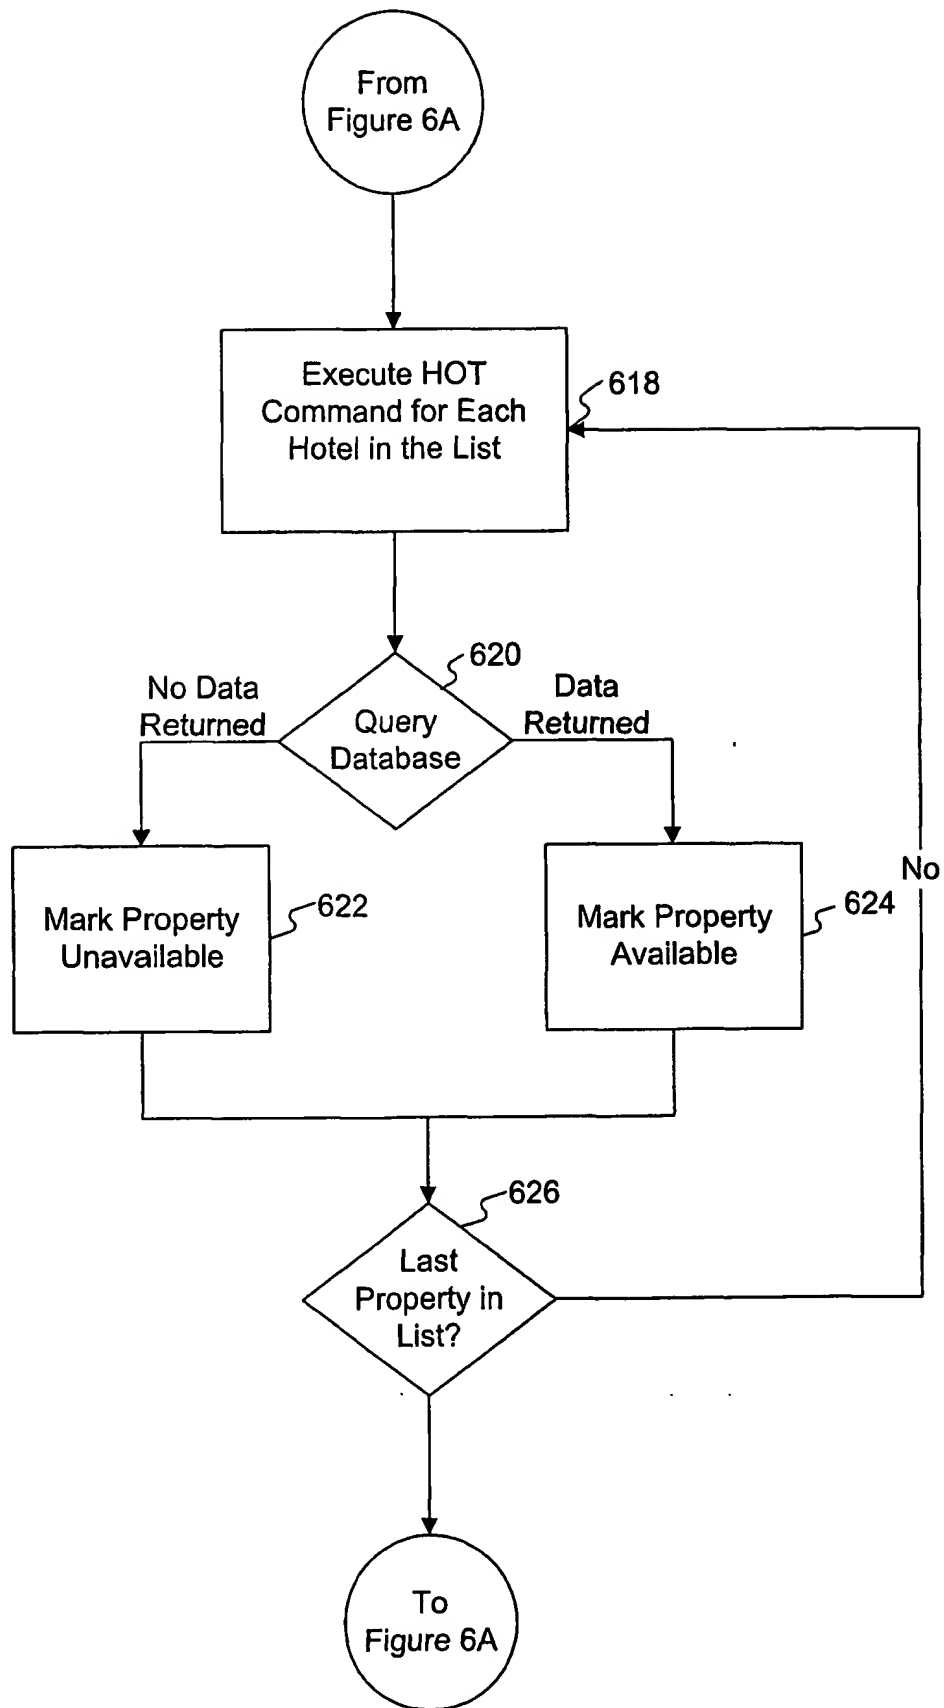 From
Figure 6A
Execute HOT
Command for Each
Hotel in the List
618
620
No Data
Returned
Query
Database
Data
Returned
Mark Property
Unavailable
622
Mark Property
Available
624
No
626
Last
Property in
List?
To
Figure 6A